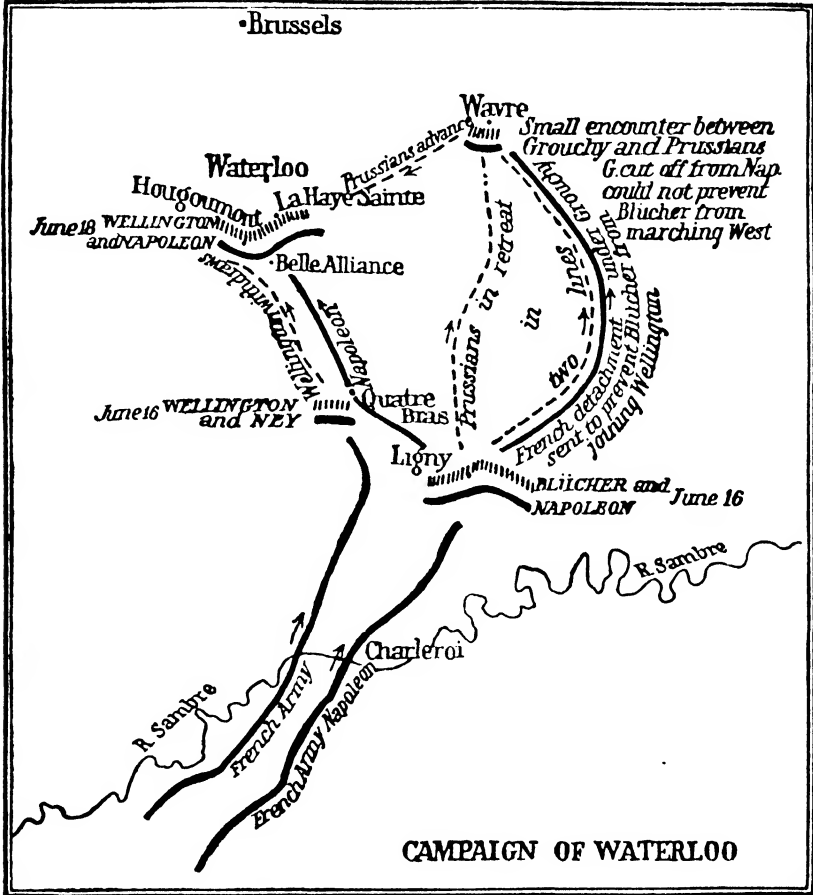 Brussels
Wavre
Small encounter between
Grouchy and Prussians
G. cut off from Nap.
could not prevent
Blücher from
marching West
Prussians advance
Waterloo
Hougoumont
La Haye Sainte
June 18 WELLINGTON
and NAPOLEON
Belle Alliance
Wellington withdraws
Napoleon
Prussians in retreat
in
two
lines
French detachment under Grouchy
sent to prevent Blücher from
joining Wellington
Quatre
Bras
June 16 WELLINGTON
and NEY
Ligny
BLÜCHER and
NAPOLEON
June 16
R. Sambre
Charleroi
R. Sambre
French Army
French Army Napoleon
CAMPAIGN OF WATERLOO